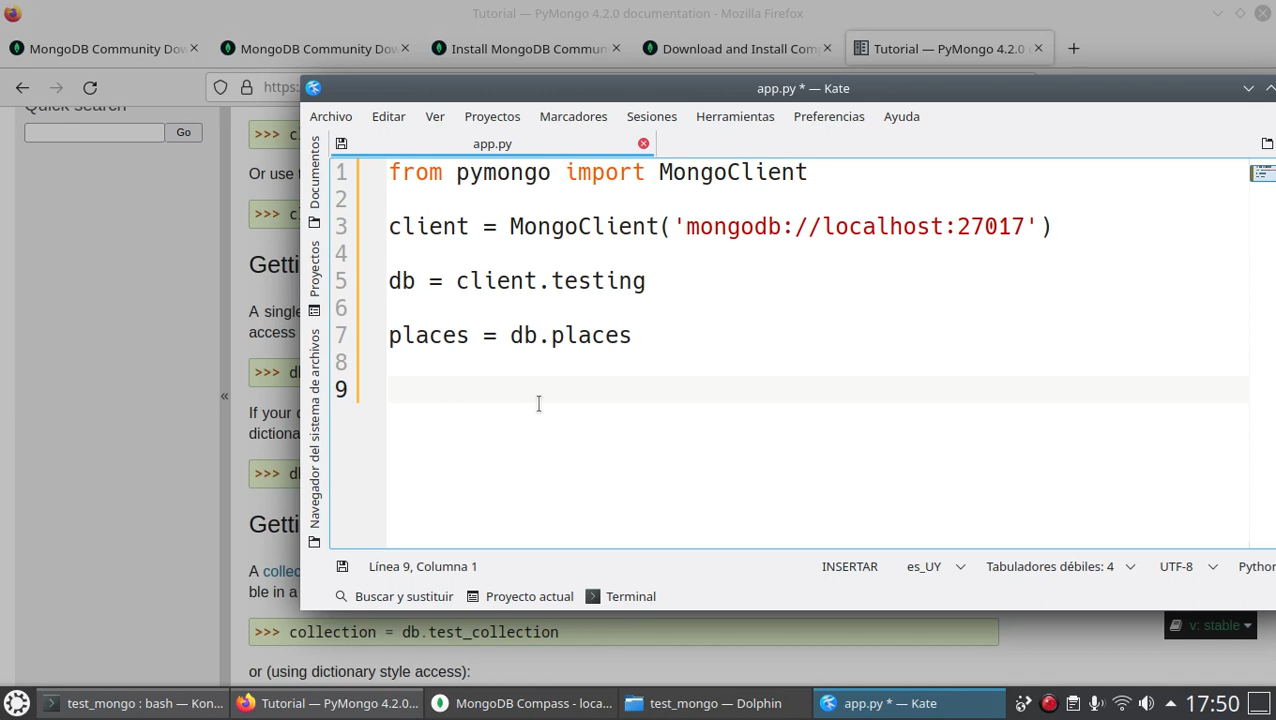 Tutorial — PyMongo 4.2.0 documentation - Mozilla Firefox
MongoDB Community Dow
MongoDB Community Dow
Install MongoDB Commun
Download and Install Com
Tutorial — PyMongo 4.2.0
https:
Quick search
Go
>>> c
Or use t
>>> c
Getti
A single
access
>>> d
If your d
dictiona
>>> d
Getti
A collec
ble in a
>>> collection = db.test_collection
or (using dictionary style access):
v: stable
app.py * — Kate
Archivo Editar Ver Proyectos Marcadores Sesiones Herramientas Preferencias Ayuda
app.py
Documentos
Proyectos
Navegador del sistema de archivos
1 from pymongo import MongoClient
2
3 client = MongoClient('mongodb://localhost:27017')
4
5 db = client.testing
6
7 places = db.places
8
9
Línea 9, Columna 1 INSERTAR es_UY Tabuladores débiles: 4 UTF-8 Python
Buscar y sustituir Proyecto actual Terminal
test_mongo : bash — Kon... Tutorial — PyMongo 4.2.0... MongoDB Compass - loca... test_mongo — Dolphin app.py * — Kate 17:50